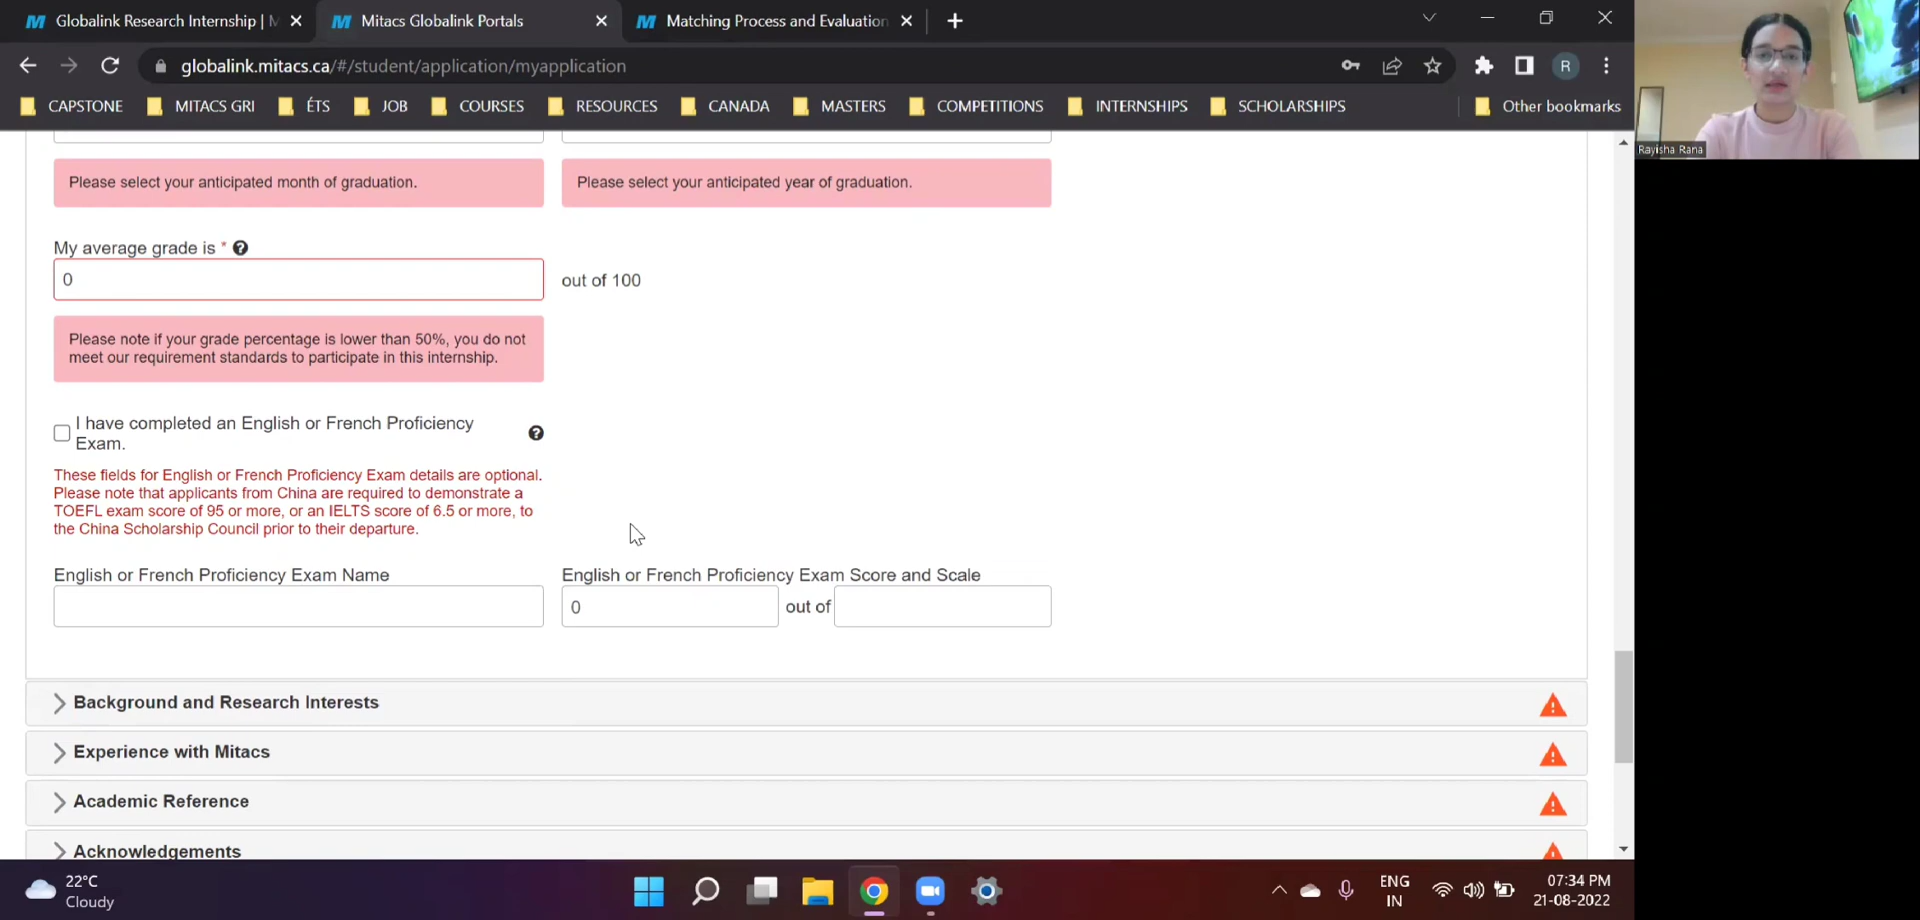 Globalink Research Internship | M
Mitacs Globalink Portals
Matching Process and Evaluation
globalink.mitacs.ca/#/student/application/myapplication
R
CAPSTONE
MITACS GRI
ÉTS
JOB
COURSES
RESOURCES
CANADA
MASTERS
COMPETITIONS
INTERNSHIPS
SCHOLARSHIPS
Other bookmarks
Rayisha Rana
Please select your anticipated month of graduation.
Please select your anticipated year of graduation.
My average grade is * ?
0
out of 100
Please note if your grade percentage is lower than 50%, you do not
meet our requirement standards to participate in this internship.
I have completed an English or French Proficiency
Exam.
?
These fields for English or French Proficiency Exam details are optional.
Please note that applicants from China are required to demonstrate a
TOEFL exam score of 95 or more, or an IELTS score of 6.5 or more, to
the China Scholarship Council prior to their departure.
English or French Proficiency Exam Name
English or French Proficiency Exam Score and Scale
0
out of
Background and Research Interests
Experience with Mitacs
Academic Reference
Acknowledgements
22°C
Cloudy
ENG
IN
07:34 PM
21-08-2022